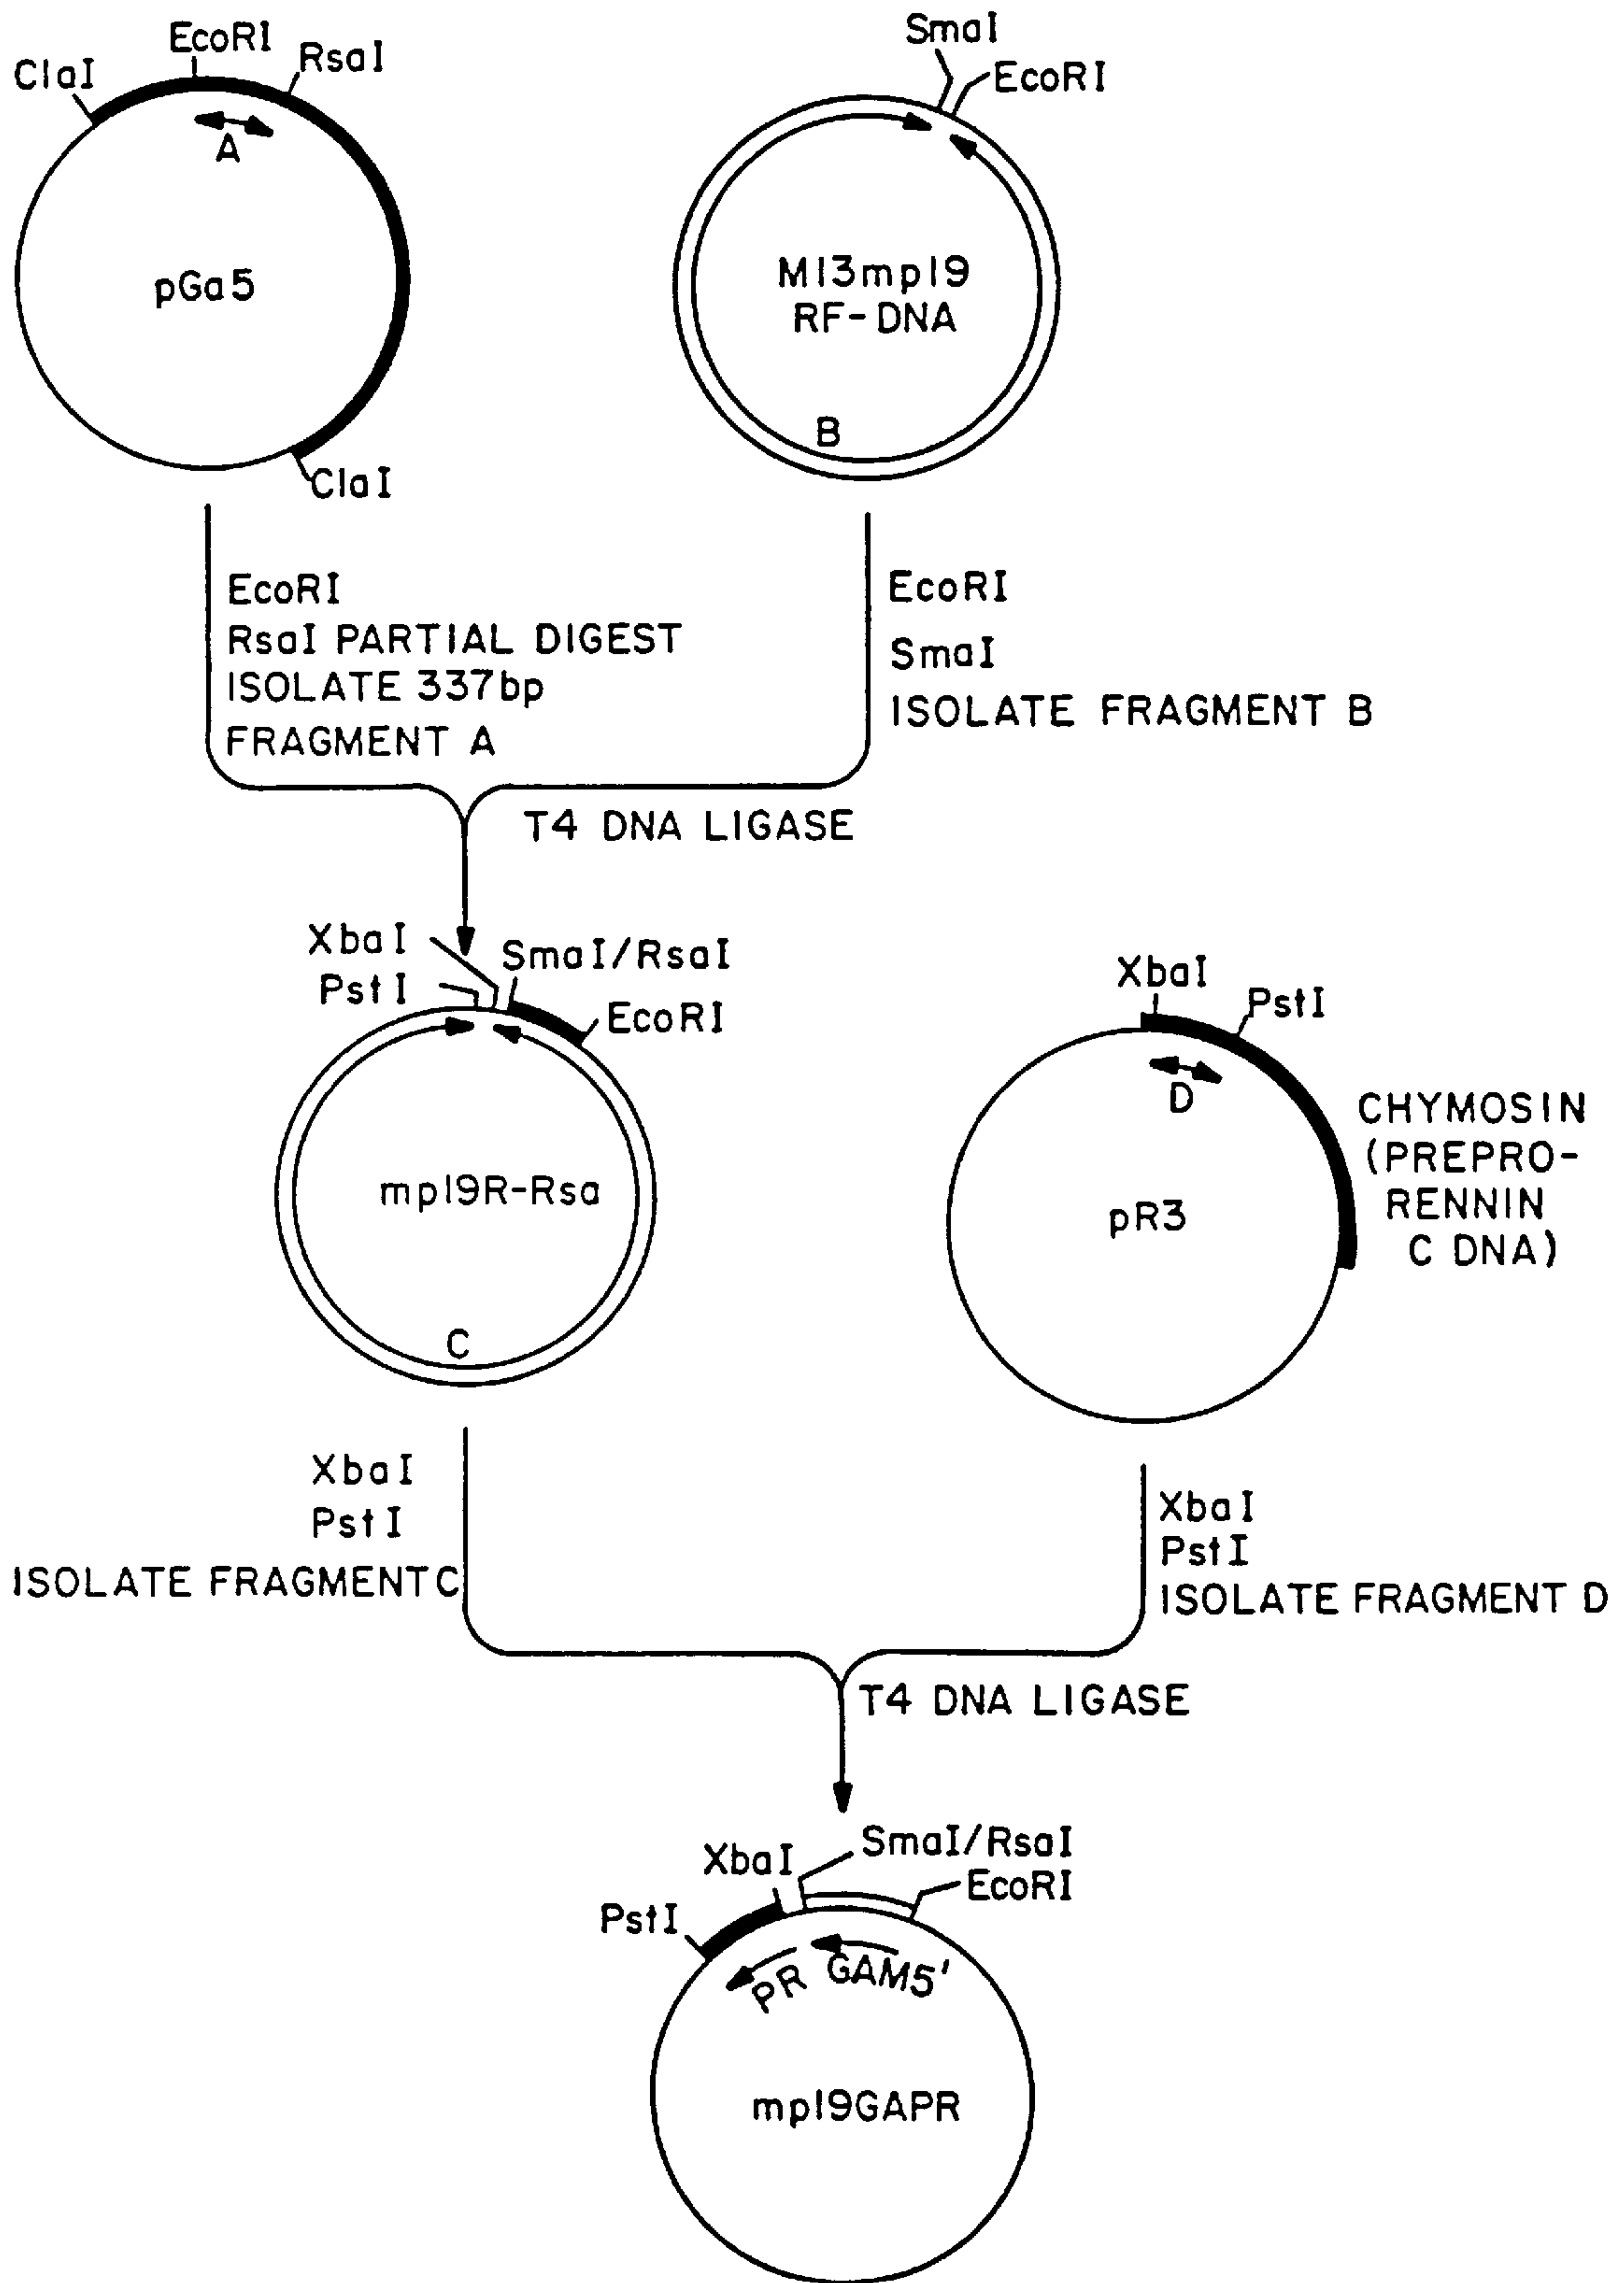 EcoRI
ClaI
RsaI
A
pGa5
ClaI
SmaI
EcoRI
M13mp19
RF-DNA
B
EcoRI
RsaI PARTIAL DIGEST
ISOLATE 337bp
FRAGMENT A
EcoRI
SmaI
ISOLATE FRAGMENT B
T4 DNA LIGASE
XbaI
SmaI/RsaI
PstI
EcoRI
mp19R-Rsa
C
XbaI
PstI
D
pR3
CHYMOSIN
(PREPRO-
RENNIN
C DNA)
XbaI
PstI
ISOLATE FRAGMENT C
XbaI
PstI
ISOLATE FRAGMENT D
T4 DNA LIGASE
SmaI/RsaI
XbaI
EcoRI
PstI
PR GAM5'
mp19GAPR